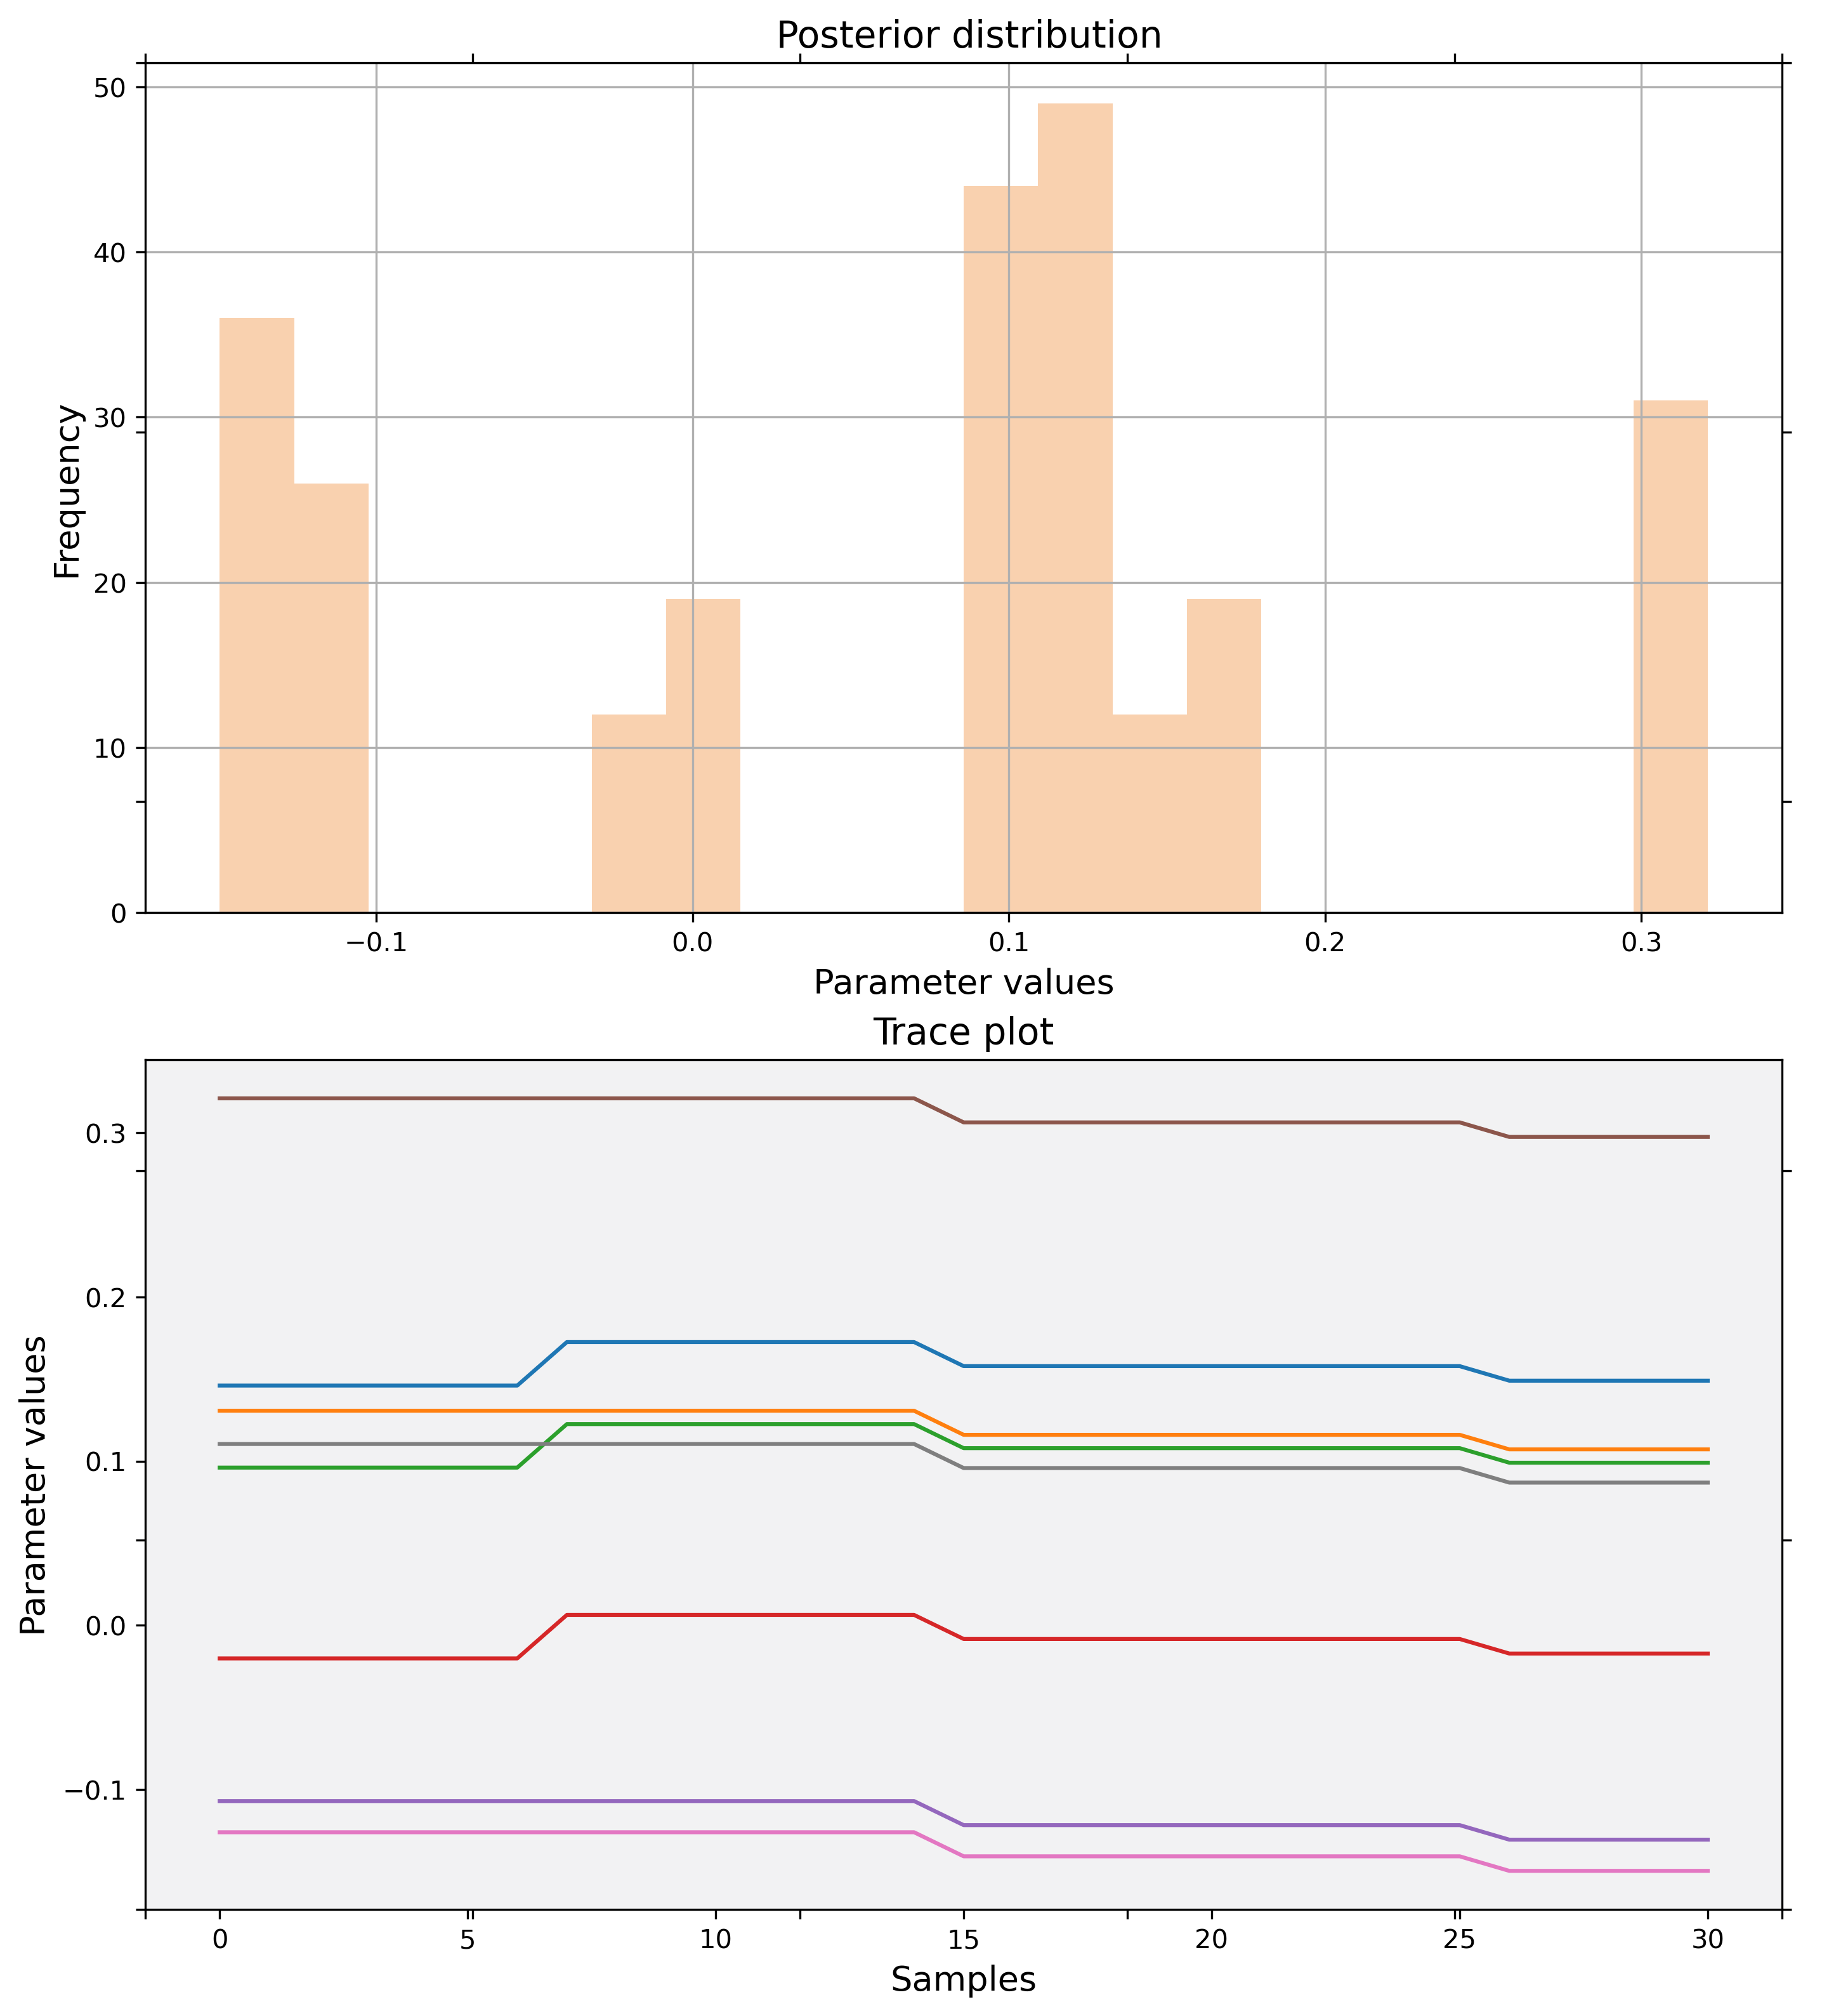 Posterior distribution
50
40
30
20
10
0
Frequency
−0.1 0.0 0.1 0.2 0.3
Parameter values
Trace plot
0.3
0.2
0.1
0.0
−0.1
Parameter values
0 5 10 15 20 25 30
Samples